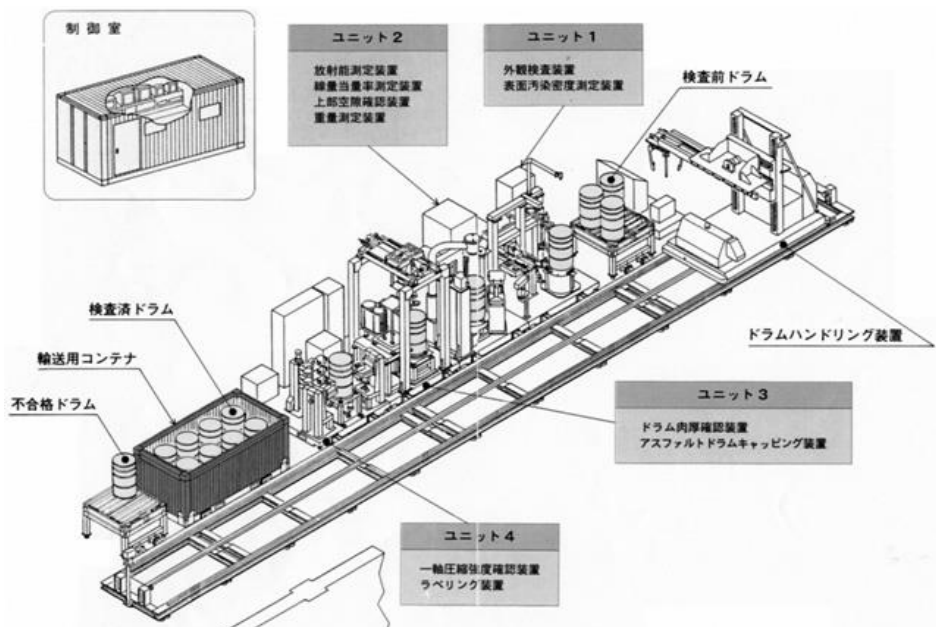 制御室
ユニット2
放射能測定装置
線量当量率測定装置
上部空隙確認装置
重量測定装置
ユニット1
外観検査装置
表面汚染密度測定装置
検査前ドラム
検査済ドラム
輸送用コンテナ
不合格ドラム
ドラムハンドリング装置
ユニット3
ドラム肉厚確認装置
アスファルトドラムキャッピング装置
ユニット4
一軸圧縮強度確認装置
ラベリング装置